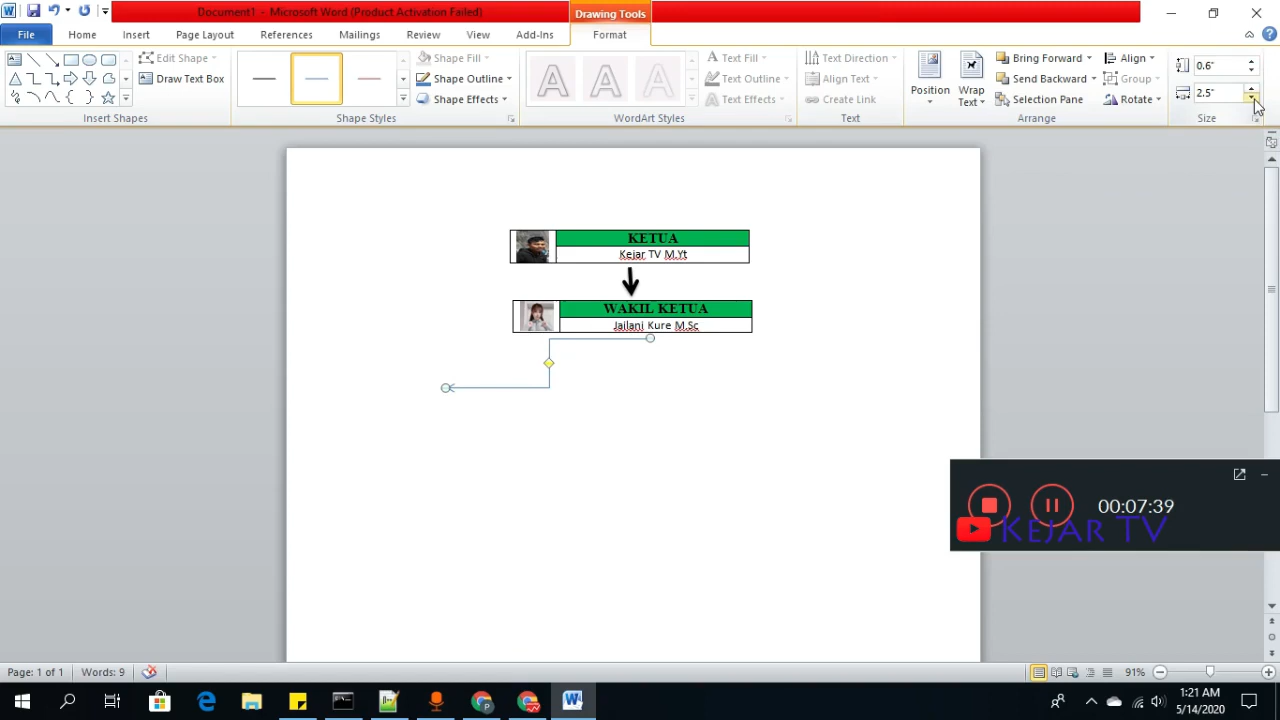 Document1 - Microsoft Word (Product Activation Failed)
Drawing Tools
File Home Insert Page Layout References Mailings Review View Add-Ins Format
Edit Shape
Draw Text Box
Insert Shapes
Shape Fill
Shape Outline
Shape Effects
Shape Styles
A A A
Text Fill
Text Outline
Text Effects
WordArt Styles
Text Direction
Align Text
Create Link
Text
Position
Wrap
Text
Bring Forward
Send Backward
Selection Pane
Align
Group
Rotate
Arrange
0.6"
2.5"
Size
KETUA
Kejar TV M.Yt
WAKIL KETUA
Jailani Kure M.Sc
00:07:39
Kejar TV
Page: 1 of 1 Words: 9 91%
1:21 AM
5/14/2020